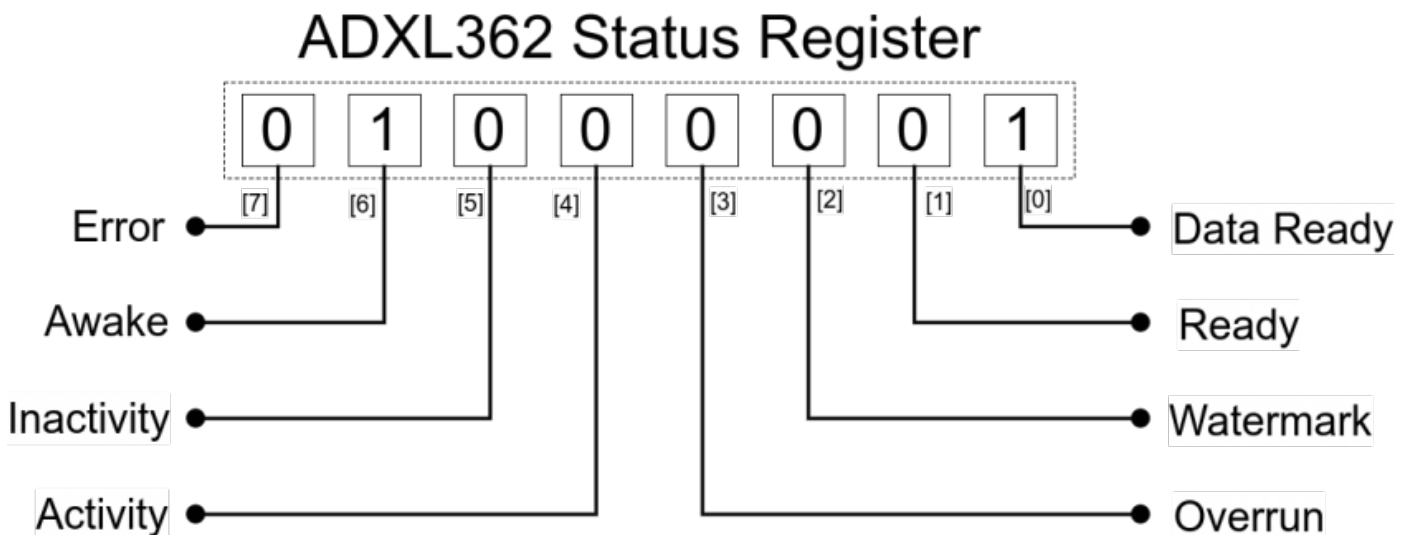 ADXL362 Status Register
0 1 0 0 0 0 0 1
[7] [6] [5] [4] [3] [2] [1] [0]
Error
Data Ready
Awake
Ready
Inactivity
Watermark
Activity
Overrun